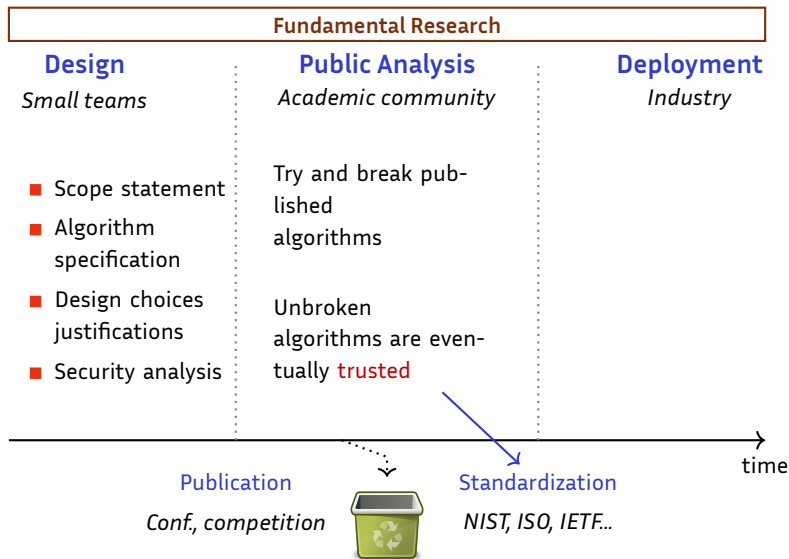 Fundamental Research
Design
Small teams
Scope statement
Algorithm
specification
Design choices
justifications
Security analysis
Public Analysis
Academic community
Try and break pub-
lished
algorithms
Unbroken
algorithms are even-
tually trusted
Deployment
Industry
time
Publication
Conf., competition
Standardization
NIST, ISO, IETF...